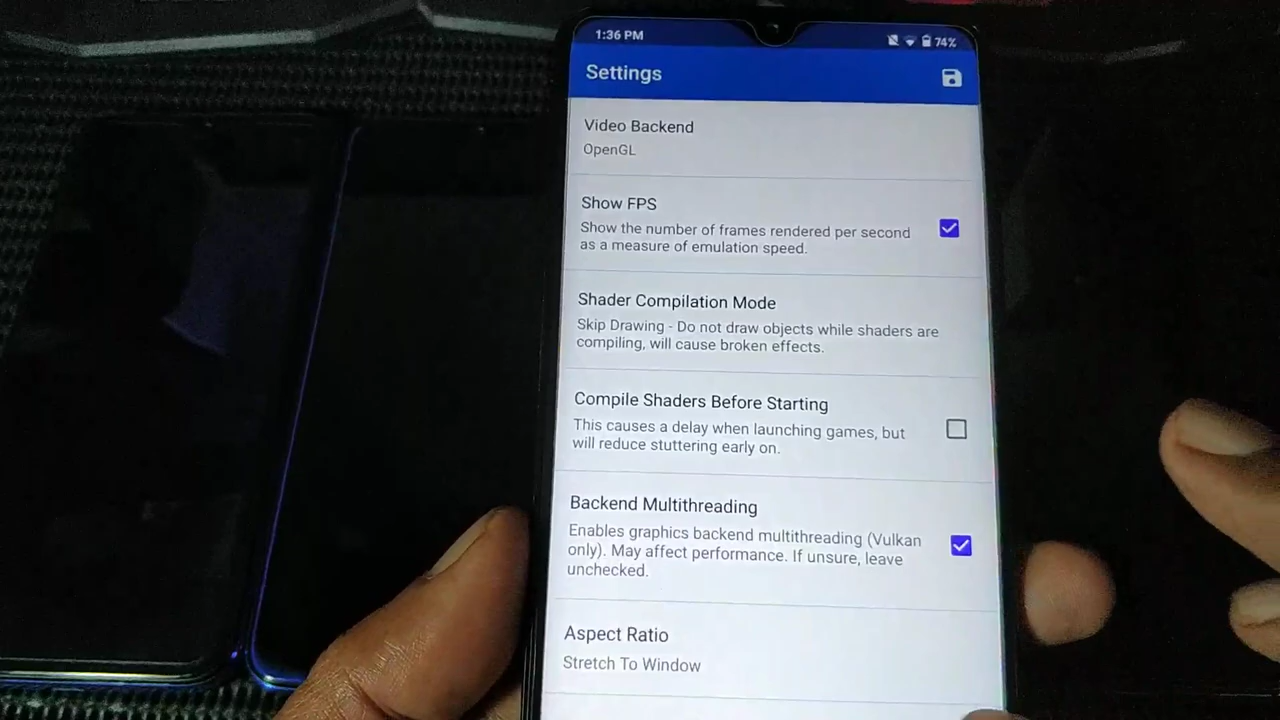 1:36 PM
74%
Settings
Video Backend
OpenGL
Show FPS
Show the number of frames rendered per second
as a measure of emulation speed.
Shader Compilation Mode
Skip Drawing - Do not draw objects while shaders are
compiling, will cause broken effects.
Compile Shaders Before Starting
This causes a delay when launching games, but
will reduce stuttering early on.
Backend Multithreading
Enables graphics backend multithreading (Vulkan
only). May affect performance. If unsure, leave
unchecked.
Aspect Ratio
Stretch To Window